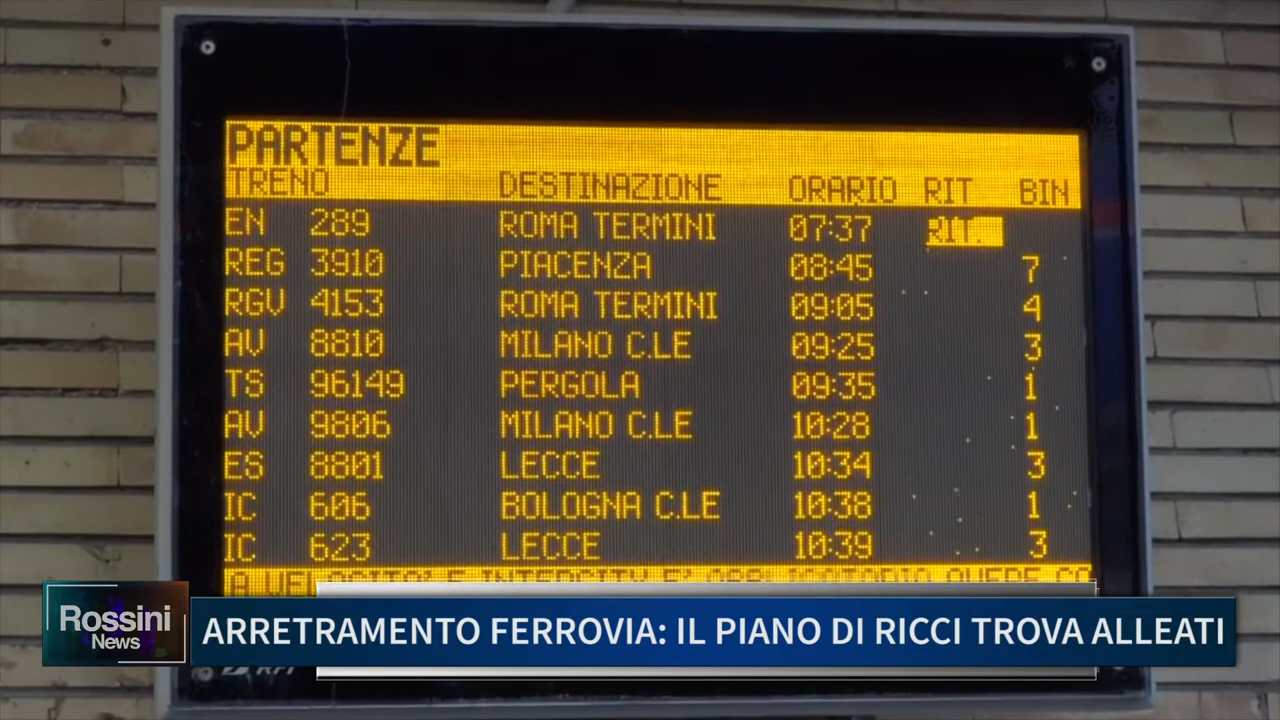 PARTENZE
TRENO DESTINAZIONE ORARIO RIT BIN
EN 289 ROMA TERMINI 07:37 RIT.
REG 3910 PIACENZA 08:45 7
RGV 4153 ROMA TERMINI 09:05 4
AV 8810 MILANO C.LE 09:25 3
TS 96149 PERGOLA 09:35 1
AV 9806 MILANO C.LE 10:28 1
ES 8801 LECCE 10:34 3
IC 606 BOLOGNA C.LE 10:38 1
IC 623 LECCE 10:39 3
Rossini
News
ARRETRAMENTO FERROVIA: IL PIANO DI RICCI TROVA ALLEATI